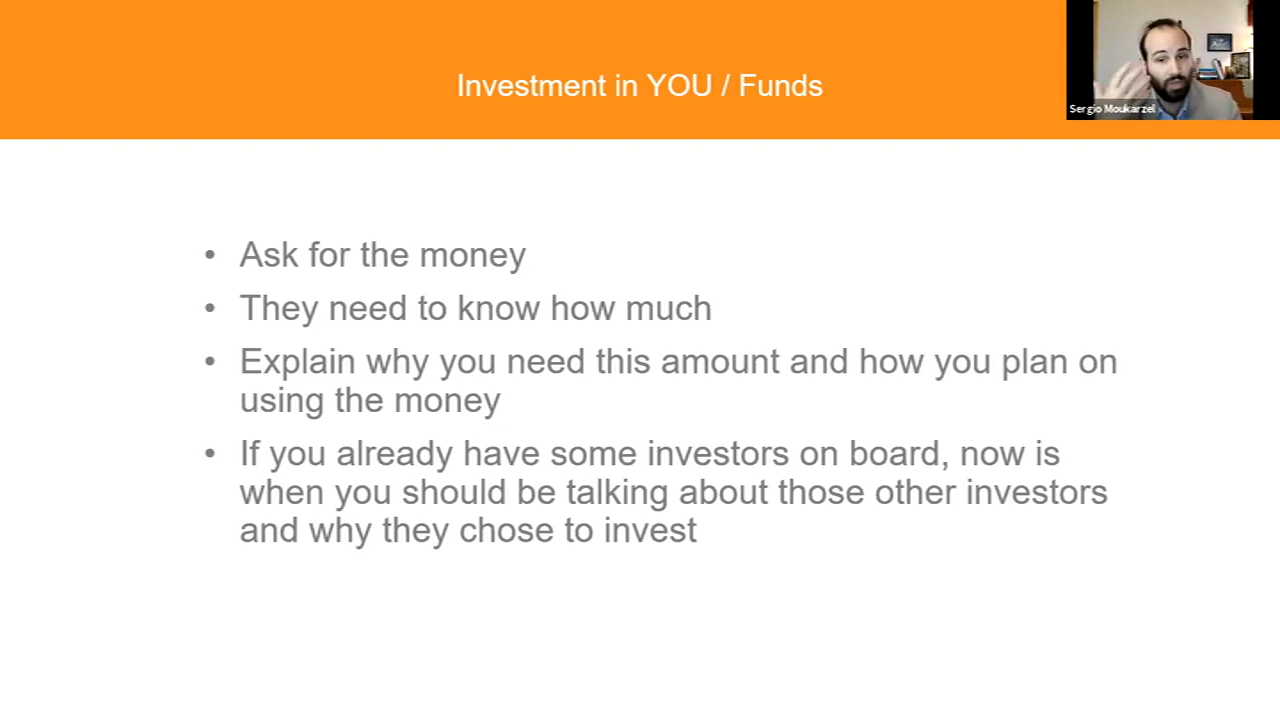 Investment in YOU / Funds
Sergio Moukarzel
• Ask for the money
• They need to know how much
• Explain why you need this amount and how you plan on
using the money
• If you already have some investors on board, now is
when you should be talking about those other investors
and why they chose to invest